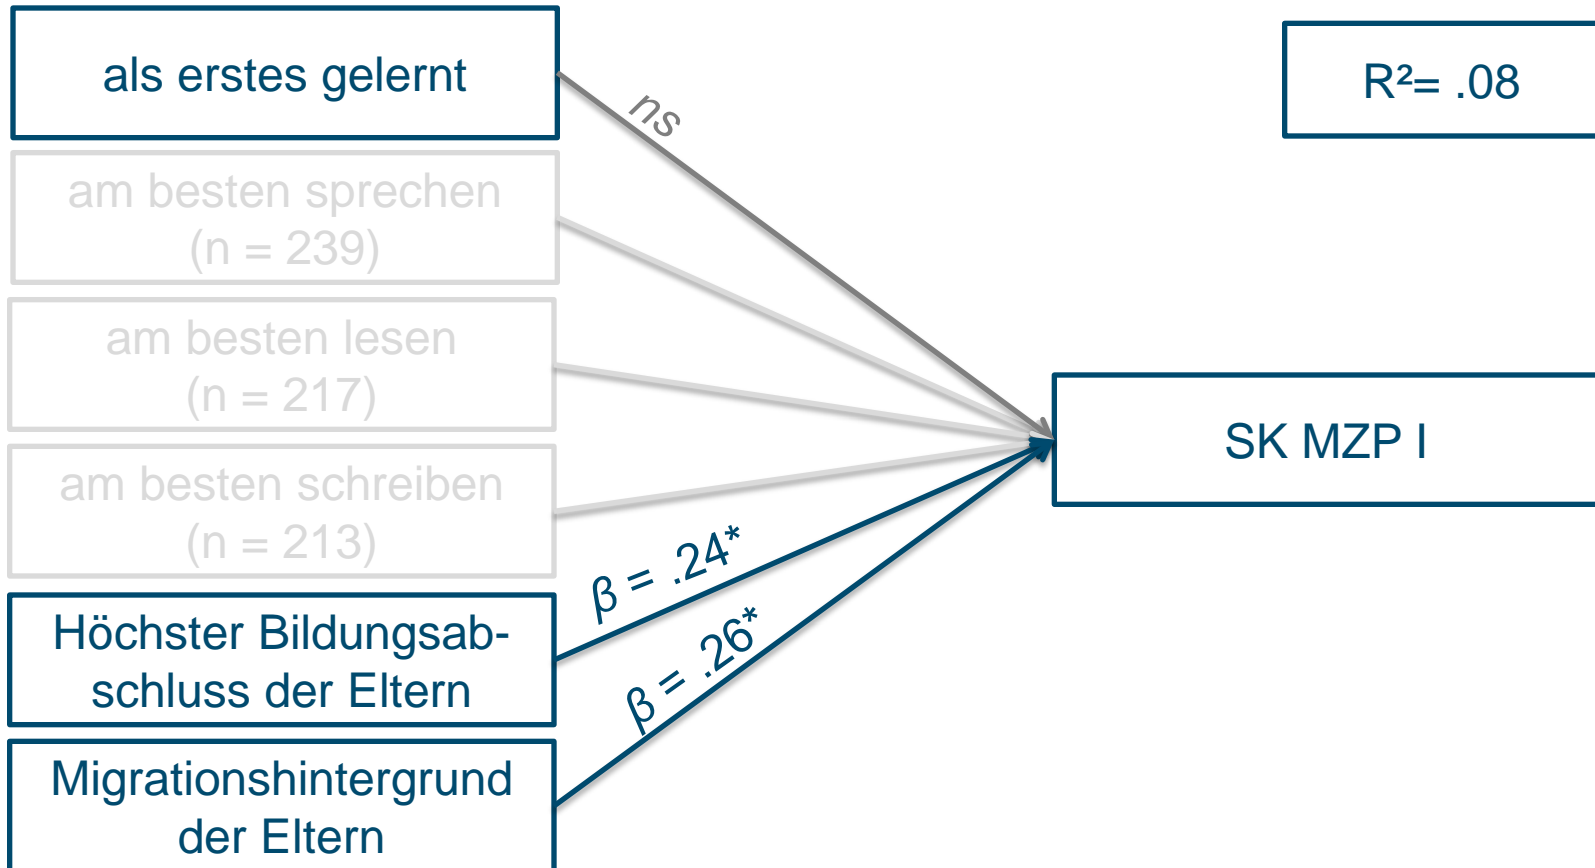 als erstes gelernt
R²= .08
ns
am besten sprechen
(n = 239)
am besten lesen
(n = 217)
SK MZP I
am besten schreiben
(n = 213)
β = .24*
Höchster Bildungsab-
schluss der Eltern
β = .26*
Migrationshintergrund
der Eltern